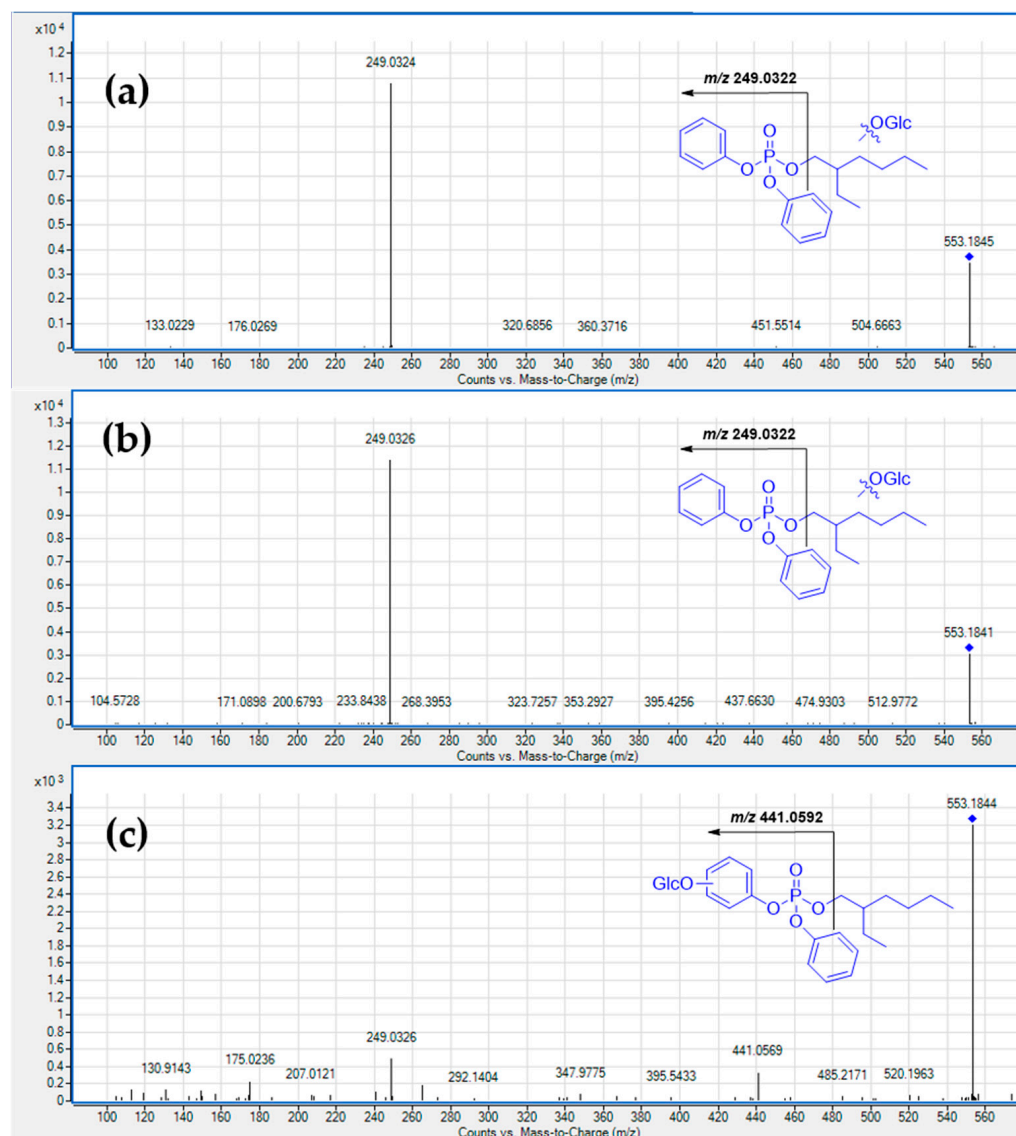 x10⁴
1.2
1.1
1
0.9
0.8
0.7
0.6
0.5
0.4
0.3
0.2
0.1
0
(a)
249.0324
m/z 249.0322
O
OGlc
P
O
O
O
553.1845
133.0229 176.0269 320.6856 360.3716 451.5514 504.6663
100 120 140 160 180 200 220 240 260 280 300 320 340 360 380 400 420 440 460 480 500 520 540 560
Counts vs. Mass-to-Charge (m/z)
x10⁴
1.3
1.2
1.1
1
0.9
0.8
0.7
0.6
0.5
0.4
0.3
0.2
0.1
0
(b)
249.0326
m/z 249.0322
O
OGlc
P
O
O
O
553.1841
104.5728 171.0898 200.6793 233.8438 268.3953 323.7257 353.2927 395.4256 437.6630 474.9303 512.9772
100 120 140 160 180 200 220 240 260 280 300 320 340 360 380 400 420 440 460 480 500 520 540 560
Counts vs. Mass-to-Charge (m/z)
x10³
3.4
3.2
3
2.8
2.6
2.4
2.2
2
1.8
1.6
1.4
1.2
1
0.8
0.6
0.4
0.2
0
(c)
553.1844
m/z 441.0592
GlcO
O
P
O
O
O
130.9143 175.0236 207.0121 249.0326 292.1404 347.9775 395.5433 441.0569 485.2171 520.1963
100 120 140 160 180 200 220 240 260 280 300 320 340 360 380 400 420 440 460 480 500 520 540 560
Counts vs. Mass-to-Charge (m/z)